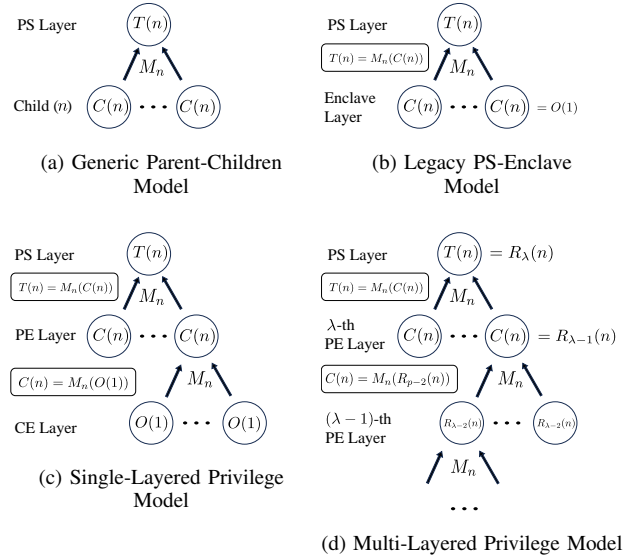 PS Layer
T(n)
M_n
Child (n)
C(n) • • • C(n)
(a) Generic Parent-Children
Model
PS Layer
T(n)
T(n) = M_n(C(n))
M_n
Enclave
Layer
C(n) • • • C(n) = O(1)
(b) Legacy PS-Enclave
Model
PS Layer
T(n)
T(n) = M_n(C(n))
M_n
PE Layer
C(n) • • • C(n)
C(n) = M_n(O(1))
M_n
CE Layer
O(1) • • • O(1)
(c) Single-Layered Privilege
Model
PS Layer
T(n) = R_λ(n)
T(n) = M_n(C(n))
M_n
λ-th
PE Layer
C(n) • • • C(n) = R_{λ−1}(n)
C(n) = M_n(R_{p−2}(n))
M_n
(λ − 1)-th
PE Layer
R_{λ−2}(n) • • • R_{λ−2}(n)
M_n
• • •
(d) Multi-Layered Privilege Model